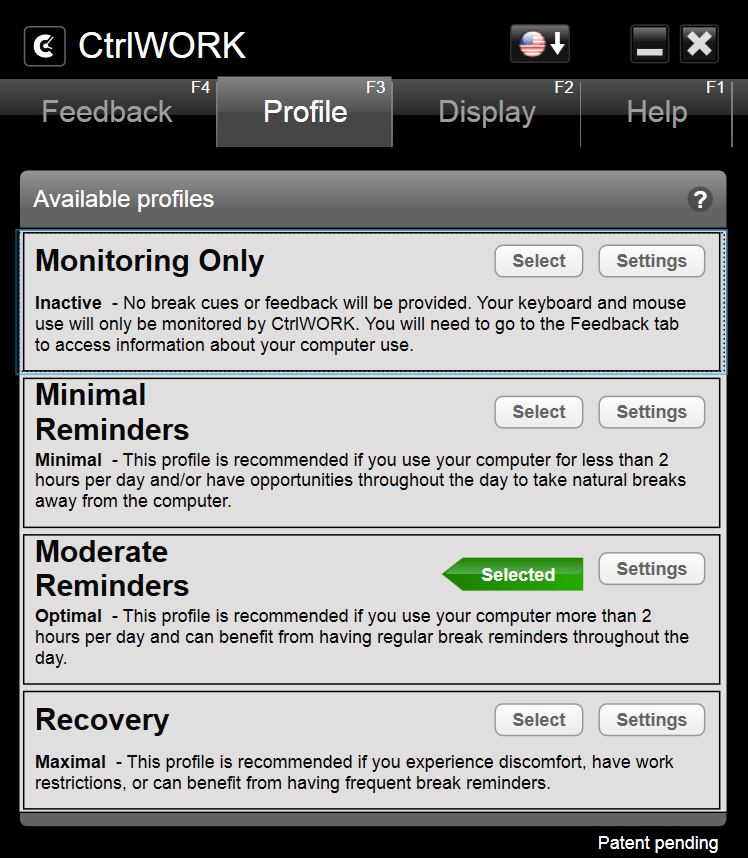 CtrlWORK
F4 F3 F2 F1
Feedback Profile Display Help
Available profiles ?
Monitoring Only Select Settings
Inactive - No break cues or feedback will be provided. Your keyboard and mouse
use will only be monitored by CtrlWORK. You will need to go to the Feedback tab
to access information about your computer use.
Minimal
Reminders Select Settings
Minimal - This profile is recommended if you use your computer for less than 2
hours per day and/or have opportunities throughout the day to take natural breaks
away from the computer.
Moderate
Reminders Selected Settings
Optimal - This profile is recommended if you use your computer more than 2
hours per day and can benefit from having regular break reminders throughout the
day.
Recovery Select Settings
Maximal - This profile is recommended if you experience discomfort, have work
restrictions, or can benefit from having frequent break reminders.
Patent pending